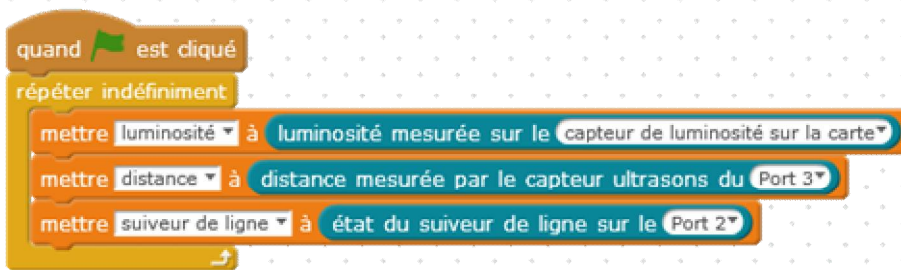 quand est cliqué
répéter indéfiniment
mettre luminosité à luminosité mesurée sur le capteur de luminosité sur la carte
mettre distance à distance mesurée par le capteur ultrasons du Port 3
mettre suiveur de ligne à état du suiveur de ligne sur le Port 2